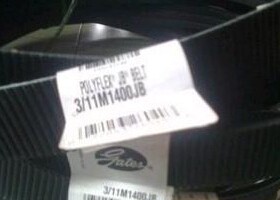 POLYFLEX® JB® BELT
3/11M1400JB
Gates
3/11M1400JB